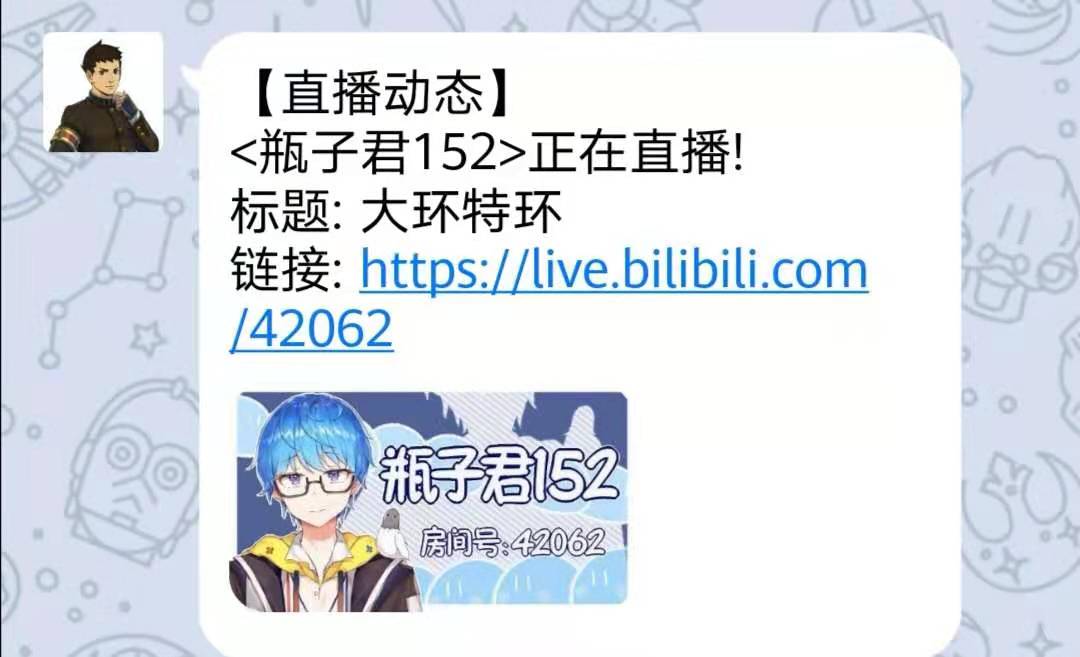 【直播动态】
<瓶子君152>正在直播!
标题: 大环特环
链接: https://live.bilibili.com
/42062
瓶子君152
房间号:42062